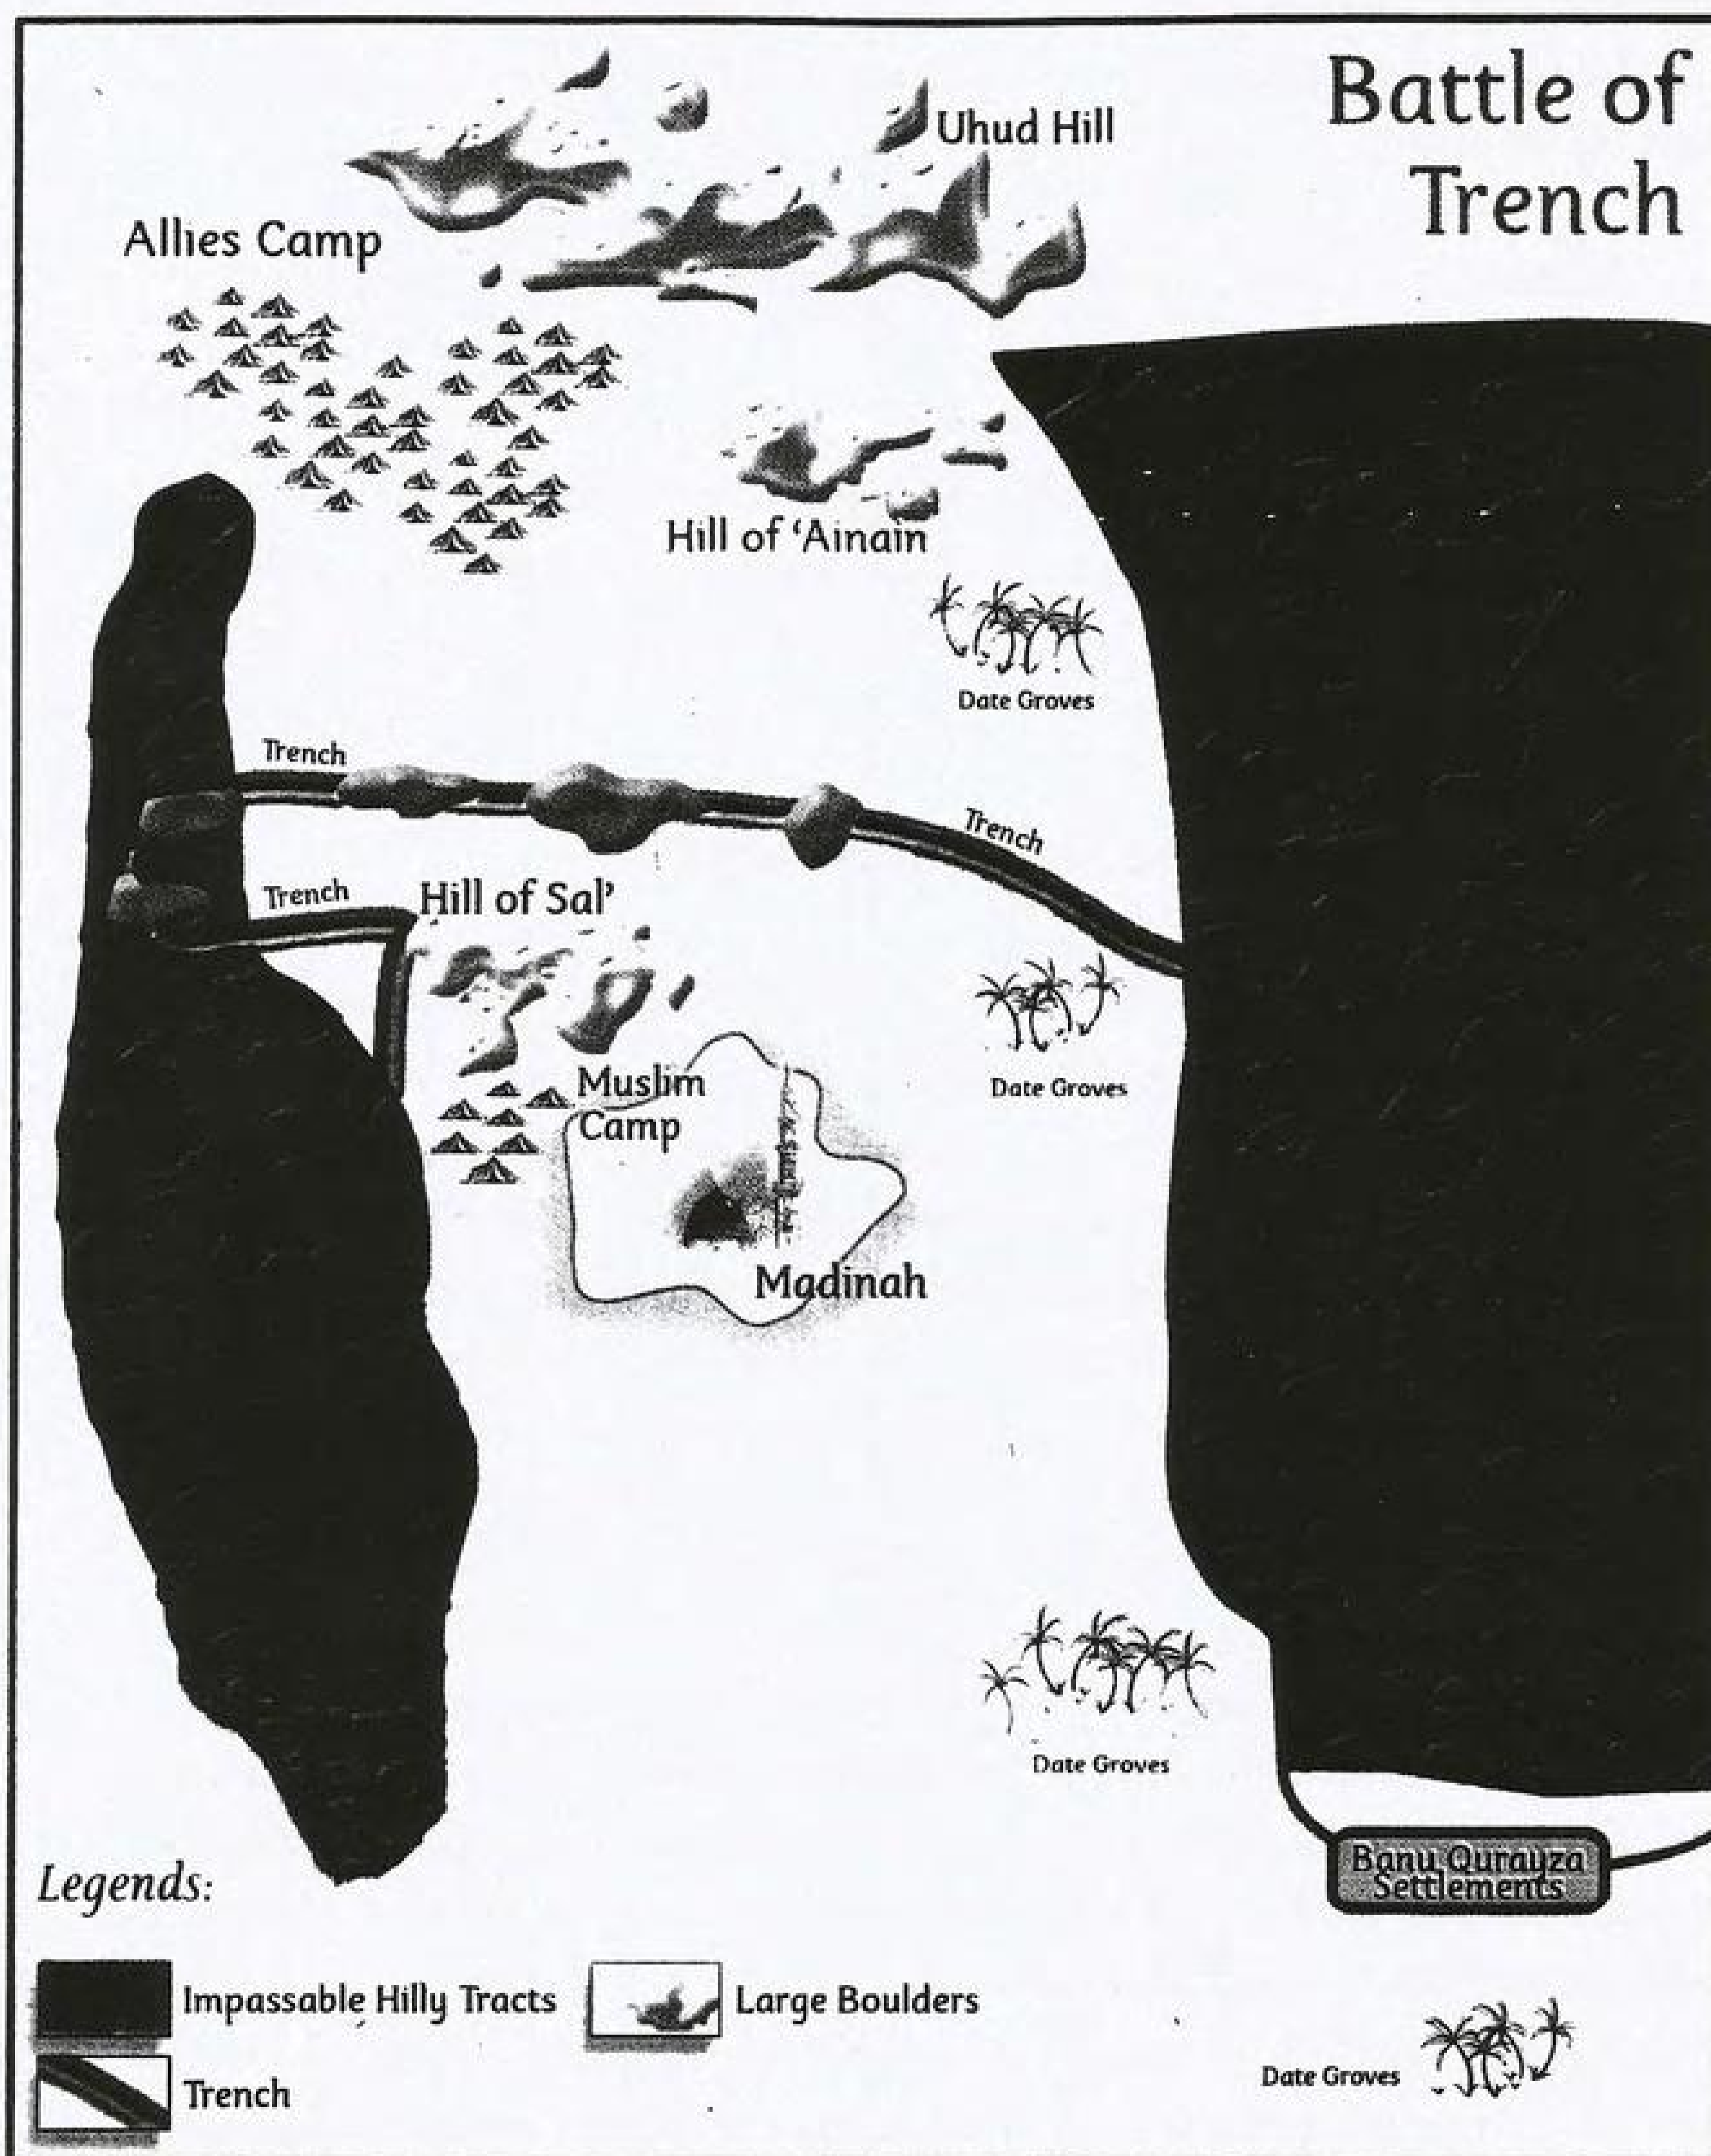 Battle of
Trench
Uhud Hill
Allies Camp
Hill of ‘Ainain
Date Groves
Trench
Trench
Trench
Hill of Sal’
Date Groves
Muslim
Camp
Madinah
Date Groves
Banu Qurayza
Settlements
Legends:
Impassable Hilly Tracts
Large Boulders
Trench
Date Groves